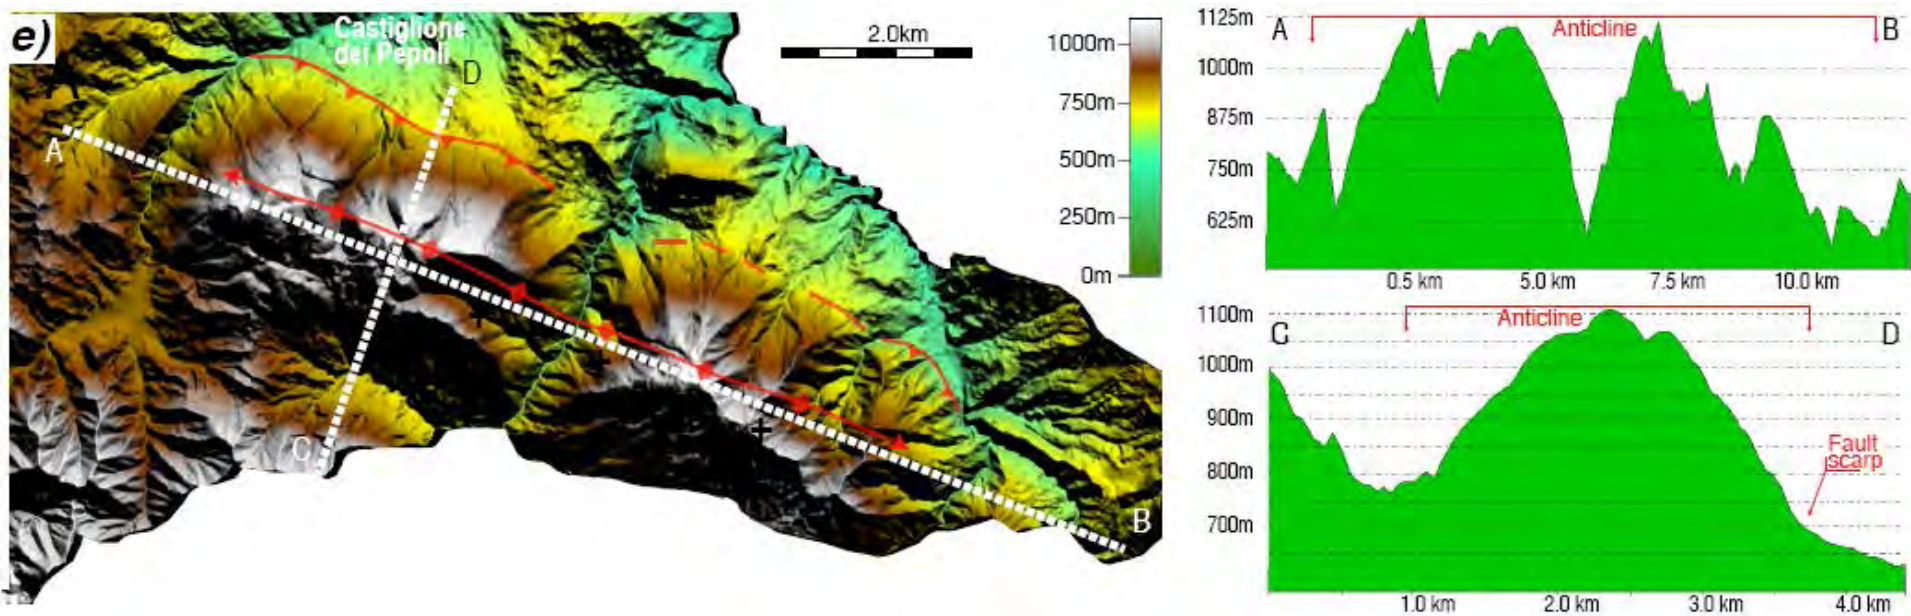 e)
Castiglione
dei Pepoli
D
A
C
B
2.0km
1000m
750m
500m
250m
0m
1125m
1000m
875m
750m
625m
A
Anticline
B
0.5 km
5.0 km
7.5 km
10.0 km
1100m
1000m
900m
800m
700m
C
Anticline
D
Fault
scarp
1.0 km
2.0 km
3.0 km
4.0 km